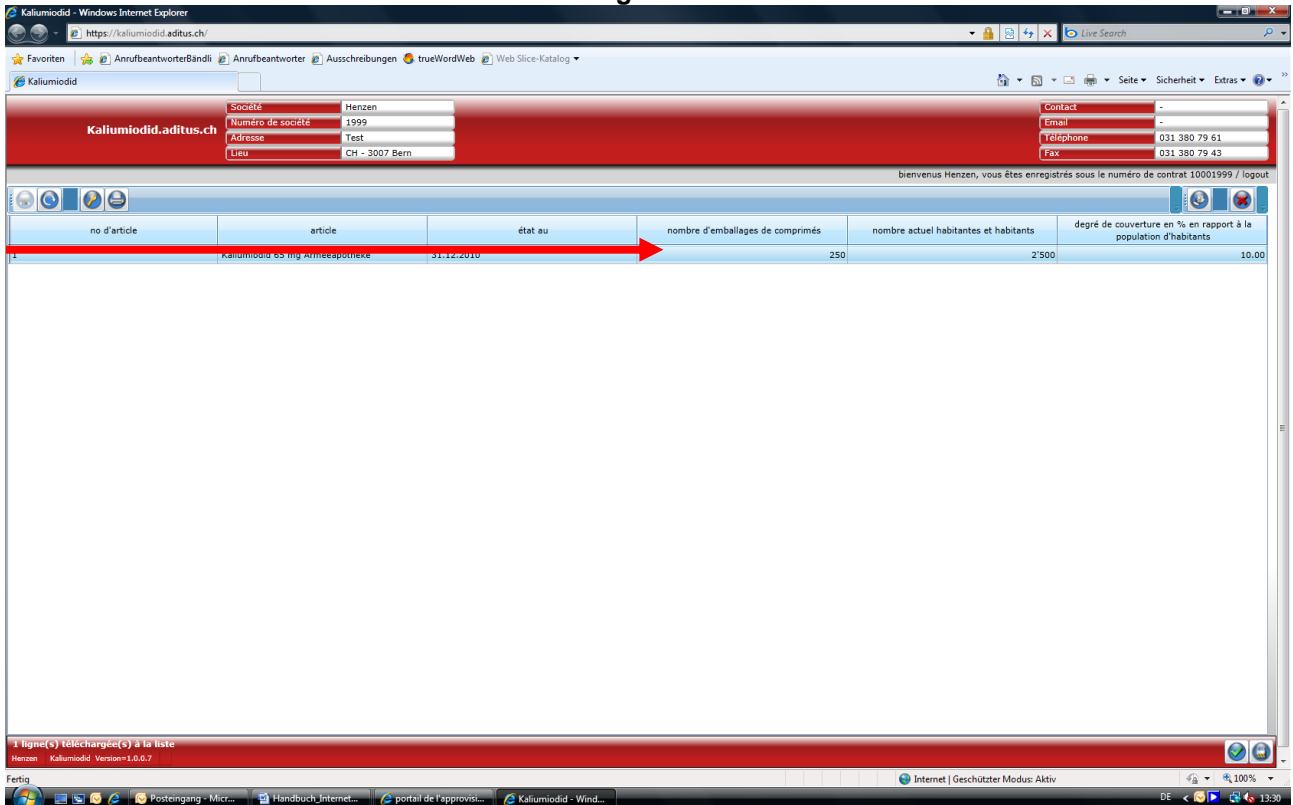 Kaliumiodid - Windows Internet Explorer
https://kaliumiodid.aditus.ch/
Live Search
Favoriten AnrufbeantworterBändli Anrufbeantworter Ausschreibungen trueWordWeb Web Slice-Katalog
Kaliumiodid
Seite Sicherheit Extras
Kaliumiodid.aditus.ch
Société Henzen
Numéro de société 1999
Adresse Test
Lieu CH - 3007 Bern
Contact -
Email -
Téléphone 031 380 79 61
Fax 031 380 79 43
bienvenus Henzen, vous êtes enregistrés sous le numéro de contrat 10001999 / logout
no d'article article état au nombre d'emballages de comprimés nombre actuel habitantes et habitants degré de couverture en % en rapport à la
population d'habitants
1 Kaliumiodid 65 mg Armeeapotheke 31.12.2010 250 2'500 10.00
1 ligne(s) téléchargée(s) à la liste
Henzen Kaliumiodid Version=1.0.0.7
Fertig
Internet | Geschützter Modus: Aktiv
100%
Posteingang - Micr... Handbuch_Internet... portail de l'approvisi... Kaliumiodid - Wind...
DE 13:30